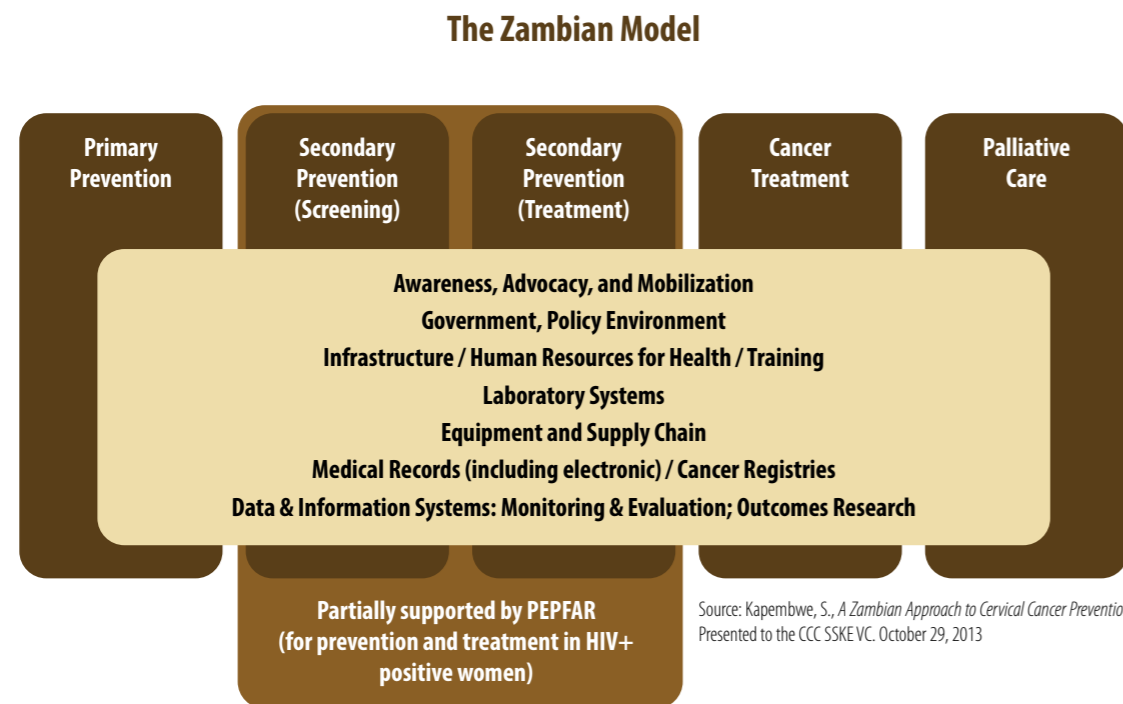 The Zambian Model
Primary
Prevention
Secondary
Prevention
(Screening)
Secondary
Prevention
(Treatment)
Cancer
Treatment
Palliative
Care
Awareness, Advocacy, and Mobilization
Government, Policy Environment
Infrastructure / Human Resources for Health / Training
Laboratory Systems
Equipment and Supply Chain
Medical Records (including electronic) / Cancer Registries
Data & Information Systems: Monitoring & Evaluation; Outcomes Research
Partially supported by PEPFAR
(for prevention and treatment in HIV+
positive women)
Source: Kapembwe, S., A Zambian Approach to Cervical Cancer
Presented to the CCC SSKE VC. October 29, 2013